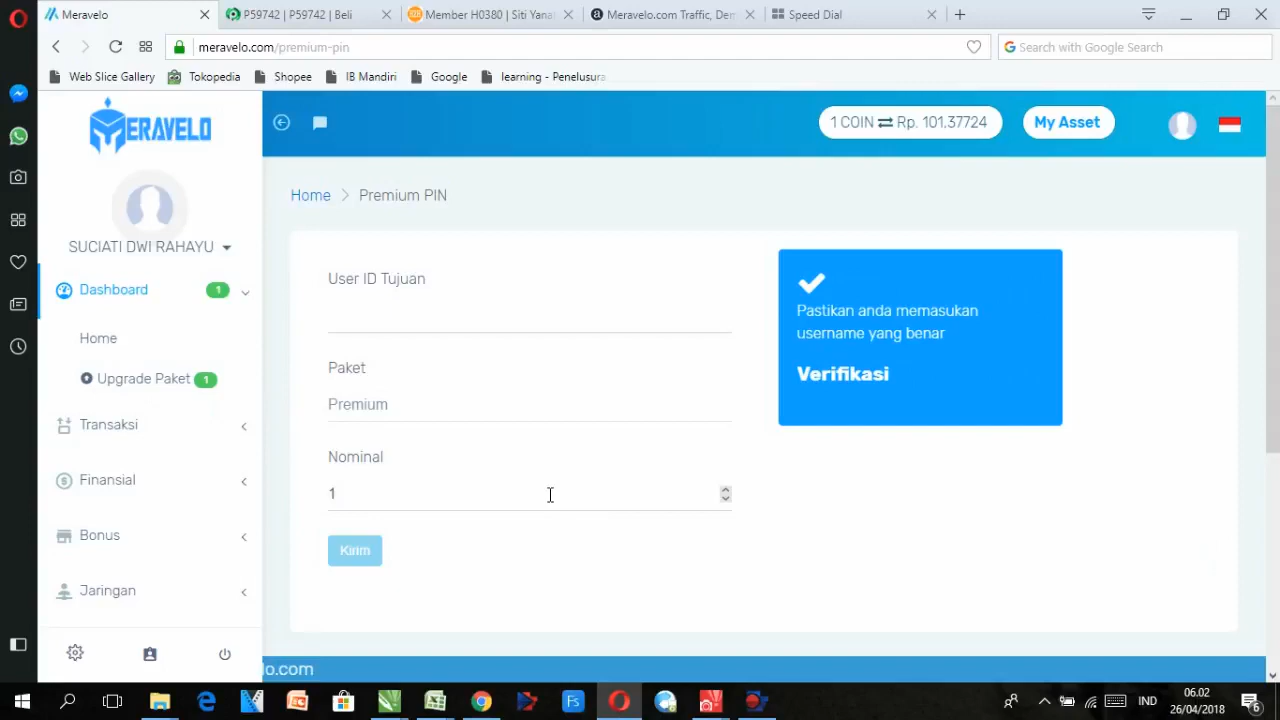 Meravelo
P59742 | P59742 | Beli
Member H0380 | Siti Yanat
Meravelo.com Traffic, Dem
Speed Dial
meravelo.com/premium-pin
Search with Google Search
Web Slice Gallery
Tokopedia
Shopee
IB Mandiri
Google
learning - Penelusura
MERAVELO
1 COIN ⇄ Rp. 101.37724
My Asset
SUCIATI DWI RAHAYU
Dashboard 1
Home
Upgrade Paket 1
Transaksi
Finansial
Bonus
Jaringan
Home > Premium PIN
User ID Tujuan
Paket
Premium
Nominal
1
Kirim
Pastikan anda memasukan
username yang benar
Verifikasi
lo.com
IND
06.02
26/04/2018
6